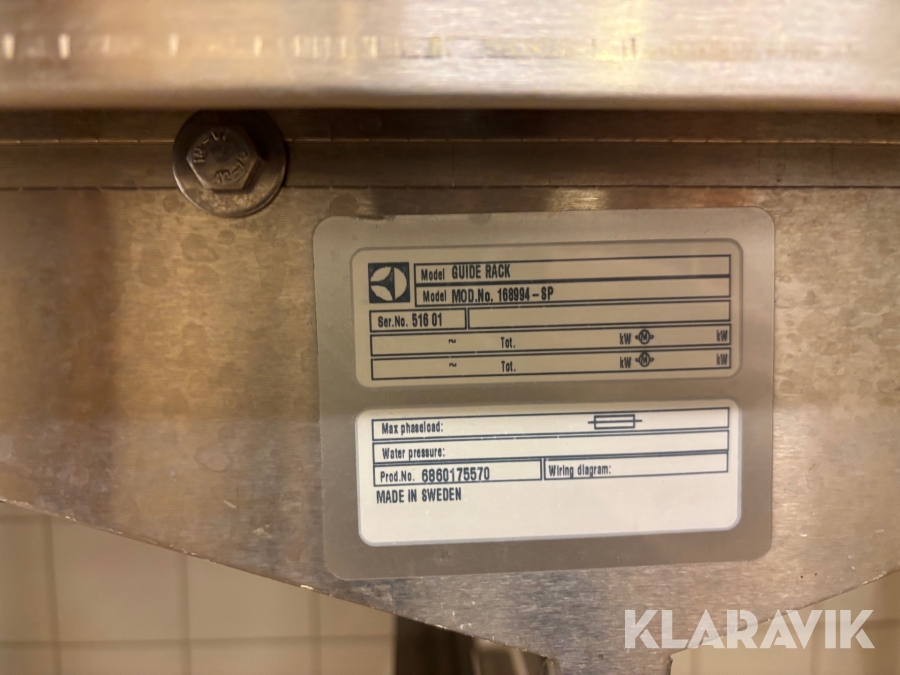 Model GUIDE RACK
Model MOD.No. 168994-SP
Ser.No. 516 01
~ Tot. kW M kW
~ Tot. kW M kW
Max phaseload:
Water pressure:
Prod.No. 6860175570 Wiring diagram:
MADE IN SWEDEN
KLARAVIK